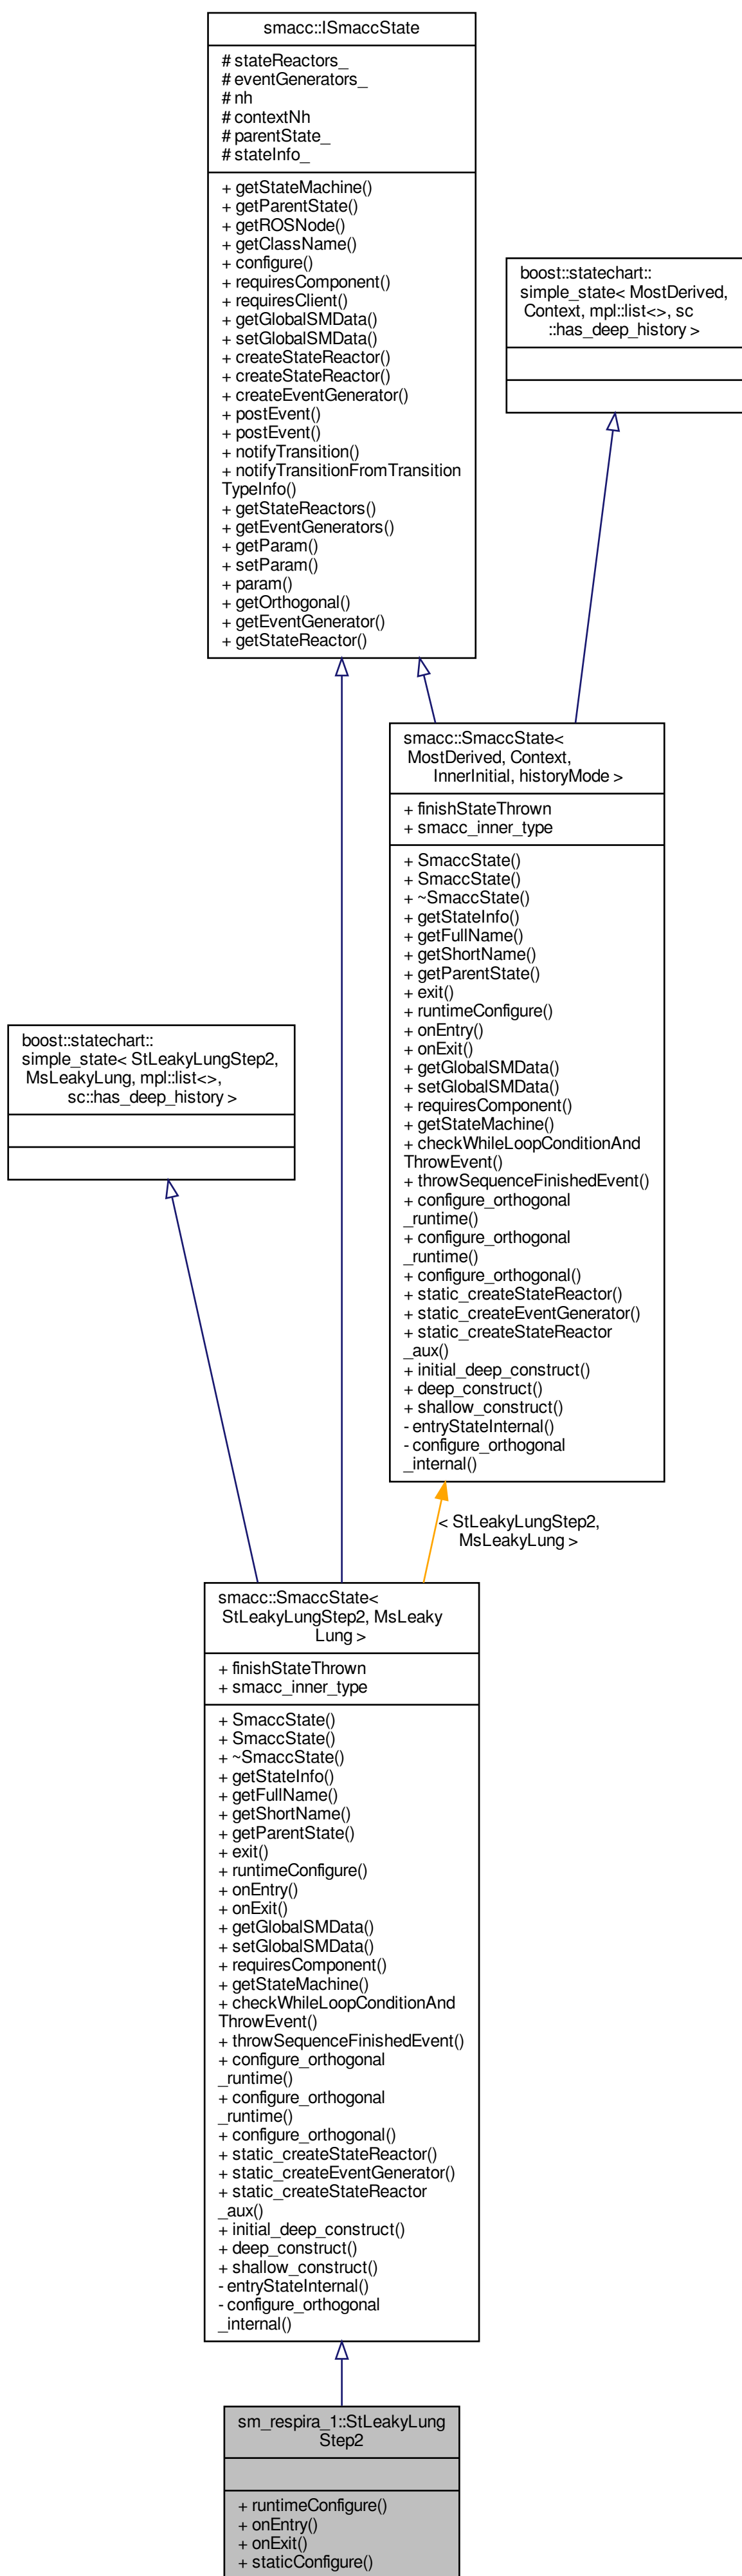 smacc::ISmaccState
# stateReactors_
# eventGenerators_
# nh
# contextNh
# parentState_
# stateInfo_
+ getStateMachine()
+ getParentState()
+ getROSNode()
+ getClassName()
+ configure()
+ requiresComponent()
+ requiresClient()
+ getGlobalSMData()
+ setGlobalSMData()
+ createStateReactor()
+ createStateReactor()
+ createEventGenerator()
+ postEvent()
+ postEvent()
+ notifyTransition()
+ notifyTransitionFromTransition
TypeInfo()
+ getStateReactors()
+ getEventGenerators()
+ getParam()
+ setParam()
+ param()
+ getOrthogonal()
+ getEventGenerator()
+ getStateReactor()
boost::statechart::
simple_state< MostDerived,
Context, mpl::list<>, sc
::has_deep_history >
smacc::SmaccState<
MostDerived, Context,
InnerInitial, historyMode >
+ finishStateThrown
+ smacc_inner_type
+ SmaccState()
+ SmaccState()
+ ~SmaccState()
+ getStateInfo()
+ getFullName()
+ getShortName()
+ getParentState()
+ exit()
+ runtimeConfigure()
+ onEntry()
+ onExit()
+ getGlobalSMData()
+ setGlobalSMData()
+ requiresComponent()
+ getStateMachine()
+ checkWhileLoopConditionAnd
ThrowEvent()
+ throwSequenceFinishedEvent()
+ configure_orthogonal
_runtime()
+ configure_orthogonal
_runtime()
+ configure_orthogonal()
+ static_createStateReactor()
+ static_createEventGenerator()
+ static_createStateReactor
_aux()
+ initial_deep_construct()
+ deep_construct()
+ shallow_construct()
- entryStateInternal()
- configure_orthogonal
_internal()
boost::statechart::
simple_state< StLeakyLungStep2,
MsLeakyLung, mpl::list<>,
sc::has_deep_history >
< StLeakyLungStep2,
MsLeakyLung >
smacc::SmaccState<
StLeakyLungStep2, MsLeaky
Lung >
+ finishStateThrown
+ smacc_inner_type
+ SmaccState()
+ SmaccState()
+ ~SmaccState()
+ getStateInfo()
+ getFullName()
+ getShortName()
+ getParentState()
+ exit()
+ runtimeConfigure()
+ onEntry()
+ onExit()
+ getGlobalSMData()
+ setGlobalSMData()
+ requiresComponent()
+ getStateMachine()
+ checkWhileLoopConditionAnd
ThrowEvent()
+ throwSequenceFinishedEvent()
+ configure_orthogonal
_runtime()
+ configure_orthogonal
_runtime()
+ configure_orthogonal()
+ static_createStateReactor()
+ static_createEventGenerator()
+ static_createStateReactor
_aux()
+ initial_deep_construct()
+ deep_construct()
+ shallow_construct()
- entryStateInternal()
- configure_orthogonal
_internal()
sm_respira_1::StLeakyLung
Step2
+ runtimeConfigure()
+ onEntry()
+ onExit()
+ staticConfigure()